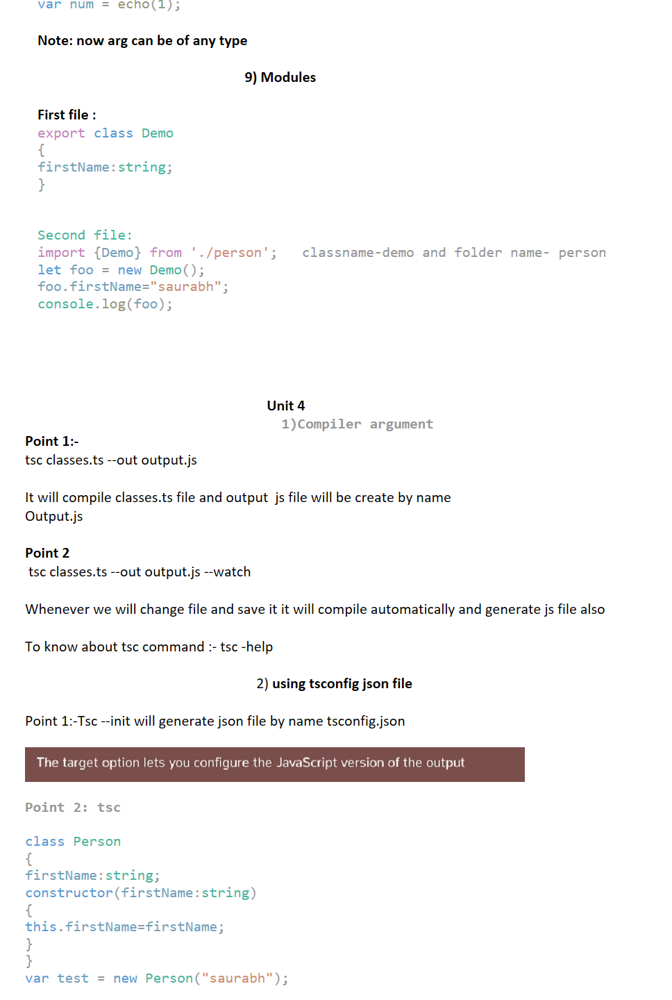 var num = echo(1);
Note: now arg can be of any type
9) Modules
First file :
export class Demo
{
firstName:string;
}
Second file:
import {Demo} from './person';   classname-demo and folder name- person
let foo = new Demo();
foo.firstName="saurabh";
console.log(foo);
Unit 4
1)Compiler argument
Point 1:-
tsc classes.ts --out output.js
It will compile classes.ts file and output  js file will be create by name
Output.js
Point 2
tsc classes.ts --out output.js --watch
Whenever we will change file and save it it will compile automatically and generate js file also
To know about tsc command :- tsc -help
2) using tsconfig json file
Point 1:-Tsc --init will generate json file by name tsconfig.json
The target option lets you configure the JavaScript version of the output
Point 2: tsc
class Person
{
firstName:string;
constructor(firstName:string)
{
this.firstName=firstName;
}
}
var test = new Person("saurabh");